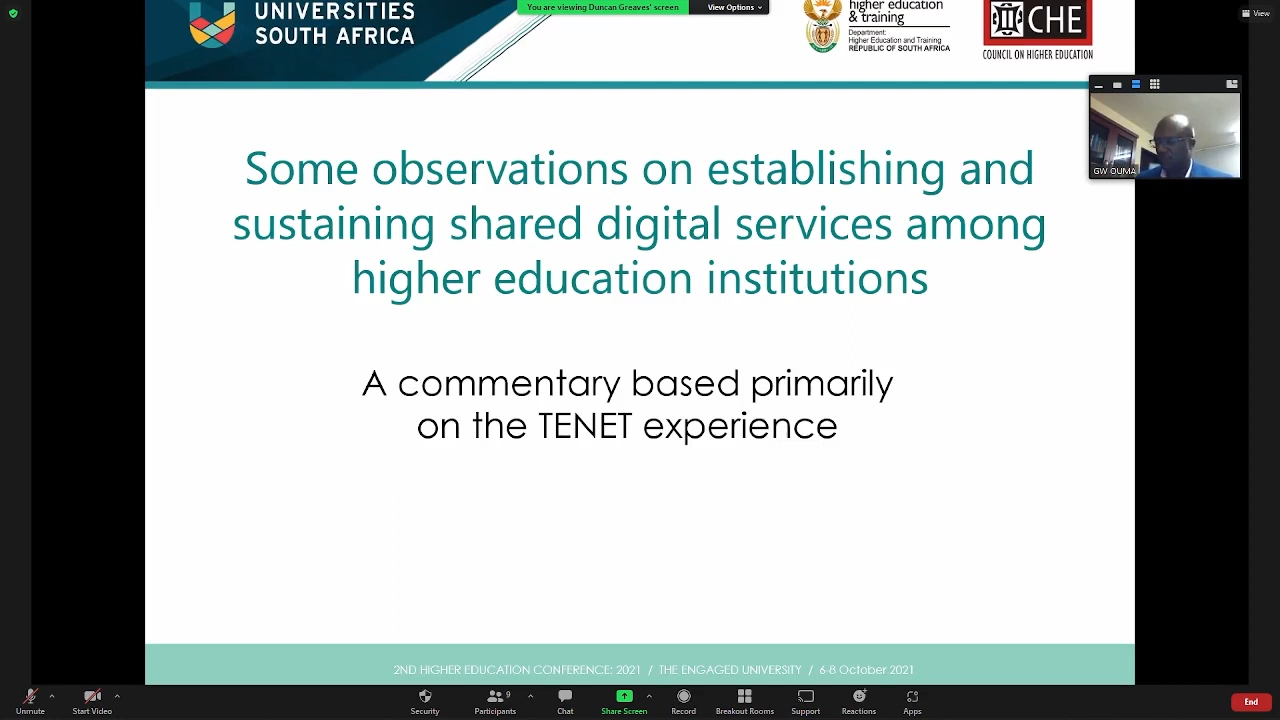 You are viewing Duncan Greaves' screen
View Options
View
UNIVERSITIES
SOUTH AFRICA
higher education
& training
Department:
Higher Education and Training
REPUBLIC OF SOUTH AFRICA
CHE
COUNCIL ON HIGHER EDUCATION
GW OUMA
Some observations on establishing and
sustaining shared digital services among
higher education institutions
A commentary based primarily
on the TENET experience
2ND HIGHER EDUCATION CONFERENCE: 2021 / THE ENGAGED UNIVERSITY / 6-8 October 2021
Unmute
Start Video
Security
Participants
9
Chat
Share Screen
Record
Breakout Rooms
Support
Reactions
Apps
End